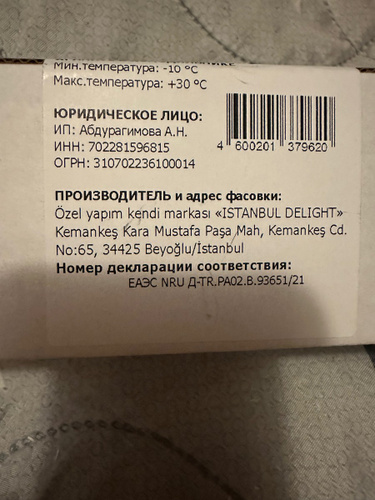 Мин.температура: -10 °C
Макс.температура: +30 °C
ЮРИДИЧЕСКОЕ ЛИЦО:
ИП: Абдурагимова А.Н.
ИНН: 702281596815
ОГРН: 310702236100014
4 600201 379620
ПРОИЗВОДИТЕЛЬ и адрес фасовки:
Özel yapım kendi markası «ISTANBUL DELIGHT»
Kemankeş Kara Mustafa Paşa Mah, Kemankeş Cd.
No:65, 34425 Beyoğlu/İstanbul
Номер декларации соответствия:
ЕАЭС NRU Д-TR.РА02.В.93651/21